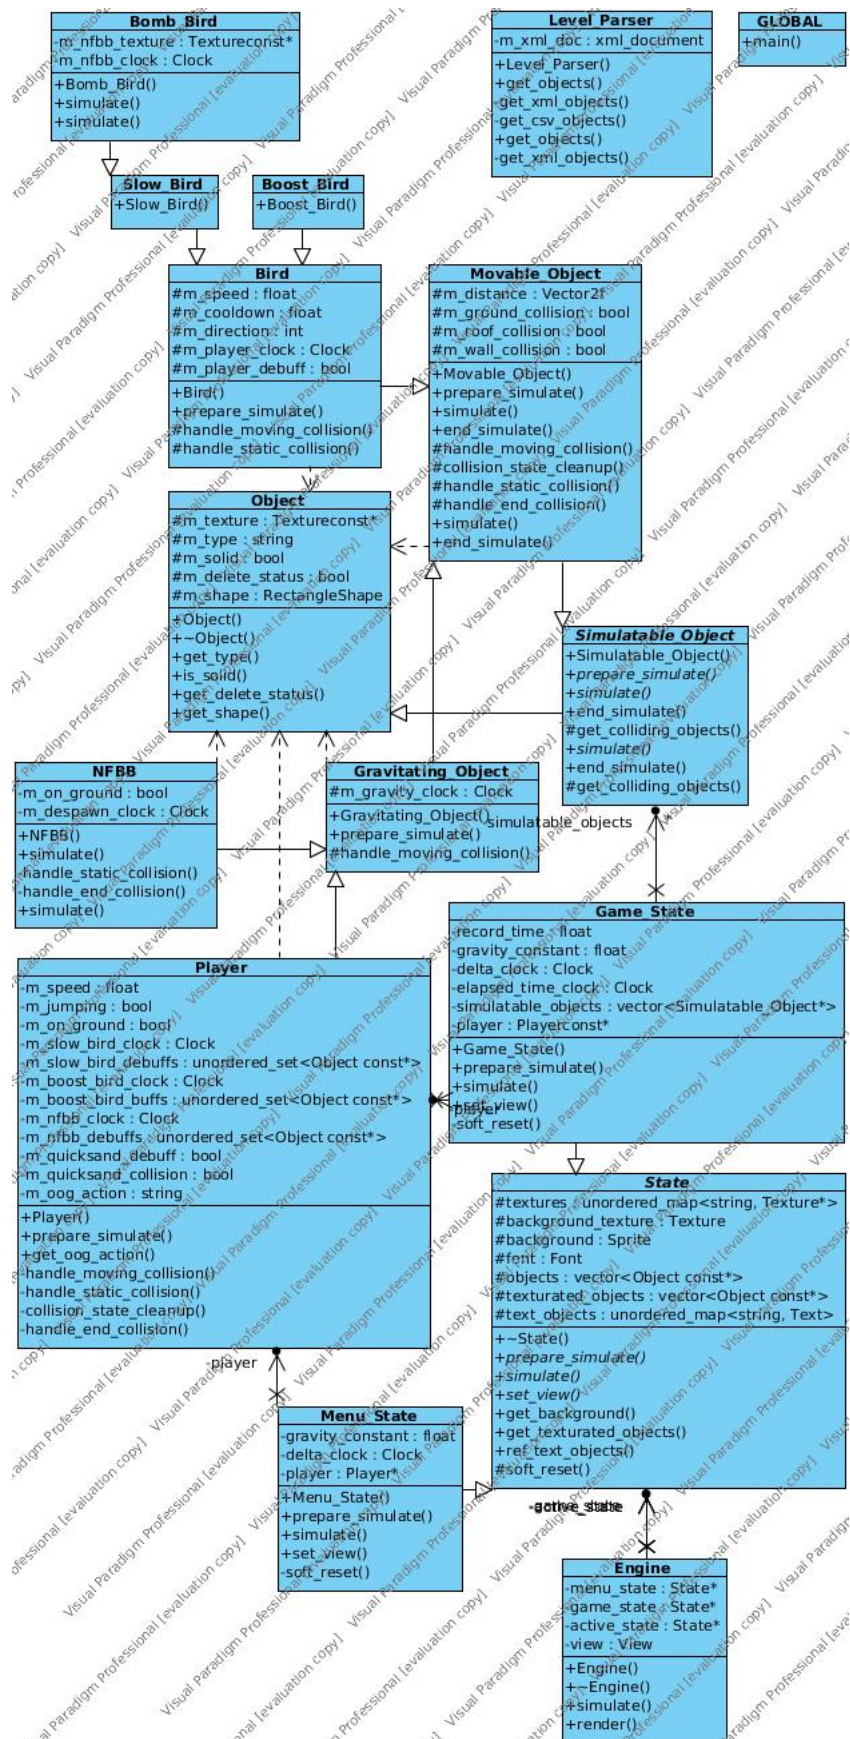 Bomb_Bird
-m_nfbb_texture : Textureconst*
-m_nfbb_clock : Clock
+Bomb_Bird()
+simulate()
+simulate()
Level_Parser
-m_xml_doc : xml_document
+Level_Parser()
+get_objects()
-get_xml_objects()
-get_csv_objects()
+get_objects()
-get_xml_objects()
GLOBAL
+main()
Slow_Bird
+Slow_Bird()
Boost_Bird
+Boost_Bird()
Bird
#m_speed : float
#m_cooldown : float
#m_direction : int
#m_player_clock : Clock
#m_player_debuff : bool
+Bird()
+prepare_simulate()
#handle_moving_collision()
#handle_static_collision()
Movable_Object
#m_distance : Vector2f
#m_ground_collision : bool
#m_roof_collision : bool
#m_wall_collision : bool
+Movable_Object()
+prepare_simulate()
+simulate()
+end_simulate()
#handle_moving_collision()
#collision_state_cleanup()
#handle_static_collision()
#handle_end_collision()
+simulate()
+end_simulate()
Object
#m_texture : Textureconst*
#m_type : string
#m_solid : bool
#m_delete_status : bool
#m_shape : RectangleShape
+Object()
+~Object()
+get_type()
+is_solid()
+get_delete_status()
+get_shape()
Simulatable_Object
+Simulatable_Object()
+prepare_simulate()
+simulate()
+end_simulate()
#get_colliding_objects()
+simulate()
+end_simulate()
#get_colliding_objects()
NFBB
-m_on_ground : bool
-m_despawn_clock : Clock
+NFBB()
+simulate()
-handle_static_collision()
-handle_end_collision()
+simulate()
Gravitating_Object
#m_gravity_clock : Clock
+Gravitating_Object()
+prepare_simulate()
#handle_moving_collision()
-simulatable_objects
*
Game_State
-record_time : float
-gravity_constant : float
-delta_clock : Clock
-elapsed_time_clock : Clock
-simulatable_objects : vector<Simulatable_Object*>
-player : Playerconst*
+Game_State()
+prepare_simulate()
+simulate()
+set_view()
-soft_reset()
-player
Player
-m_speed : float
-m_jumping : bool
-m_on_ground : bool
-m_slow_bird_clock : Clock
-m_slow_bird_debuffs : unordered_set<Object const*>
-m_boost_bird_clock : Clock
-m_boost_bird_buffs : unordered_set<Object const*>
-m_nfbb_clock : Clock
-m_nfbb_debuffs : unordered_set<Object const*>
-m_quicksand_debuff : bool
-m_quicksand_collision : bool
-m_oog_action : string
+Player()
+prepare_simulate()
+get_oog_action()
-handle_moving_collision()
-handle_static_collision()
-collision_state_cleanup()
-handle_end_collision()
State
#textures : unordered_map<string, Texture*>
#background_texture : Texture
#background : Sprite
#font : Font
#objects : vector<Object const*>
#texturated_objects : vector<Object const*>
#text_objects : unordered_map<string, Text>
+~State()
+prepare_simulate()
+simulate()
+set_view()
+get_background()
+get_texturated_objects()
+ref_text_objects()
#soft_reset()
-player
Menu_State
-gravity_constant : float
-delta_clock : Clock
-player : Player*
+Menu_State()
+prepare_simulate()
+simulate()
+set_view()
-soft_reset()
-active_state
Engine
-menu_state : State*
-game_state : State*
-active_state : State*
-view : View
+Engine()
+~Engine()
+simulate()
+render()
Visual Paradigm Professional [evaluation copy]